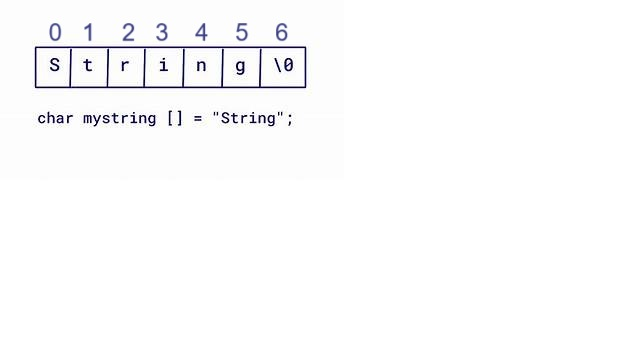 0 1 2 3 4 5 6
S t r i n g \0
char mystring [] = "String";